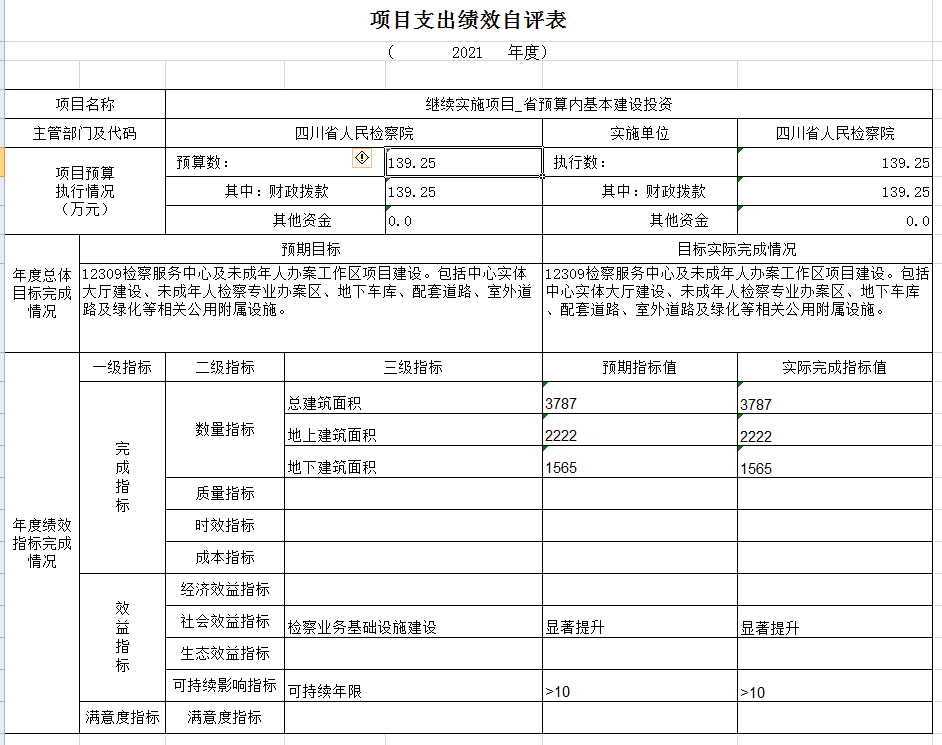 项目支出绩效自评表
（ 2021 年度）
项目名称 继续实施项目_省预算内基本建设投资
主管部门及代码 四川省人民检察院 实施单位 四川省人民检察院
项目预算
执行情况
（万元）
预算数： 139.25 执行数： 139.25
其中：财政拨款 139.25 其中：财政拨款 139.25
其他资金 0.0 其他资金 0.0
年度总体
目标完成
情况
预期目标 目标实际完成情况
12309检察服务中心及未成年人办案工作区项目建设。包括中心实体
大厅建设、未成年人检察专业办案区、地下车库、配套道路、室外道
路及绿化等相关公用附属设施。
12309检察服务中心及未成年人办案工作区项目建设。包括
中心实体大厅建设、未成年人检察专业办案区、地下车库
、配套道路、室外道路及绿化等相关公用附属设施。
年度绩效
指标完成
情况
一级指标 二级指标 三级指标 预期指标值 实际完成指标值
完
成
指
标
数量指标
总建筑面积 3787 3787
地上建筑面积 2222 2222
地下建筑面积 1565 1565
质量指标
时效指标
成本指标
效
益
指
标
经济效益指标
社会效益指标 检察业务基础设施建设 显著提升 显著提升
生态效益指标
可持续影响指标 可持续年限 >10 >10
满意度指标 满意度指标